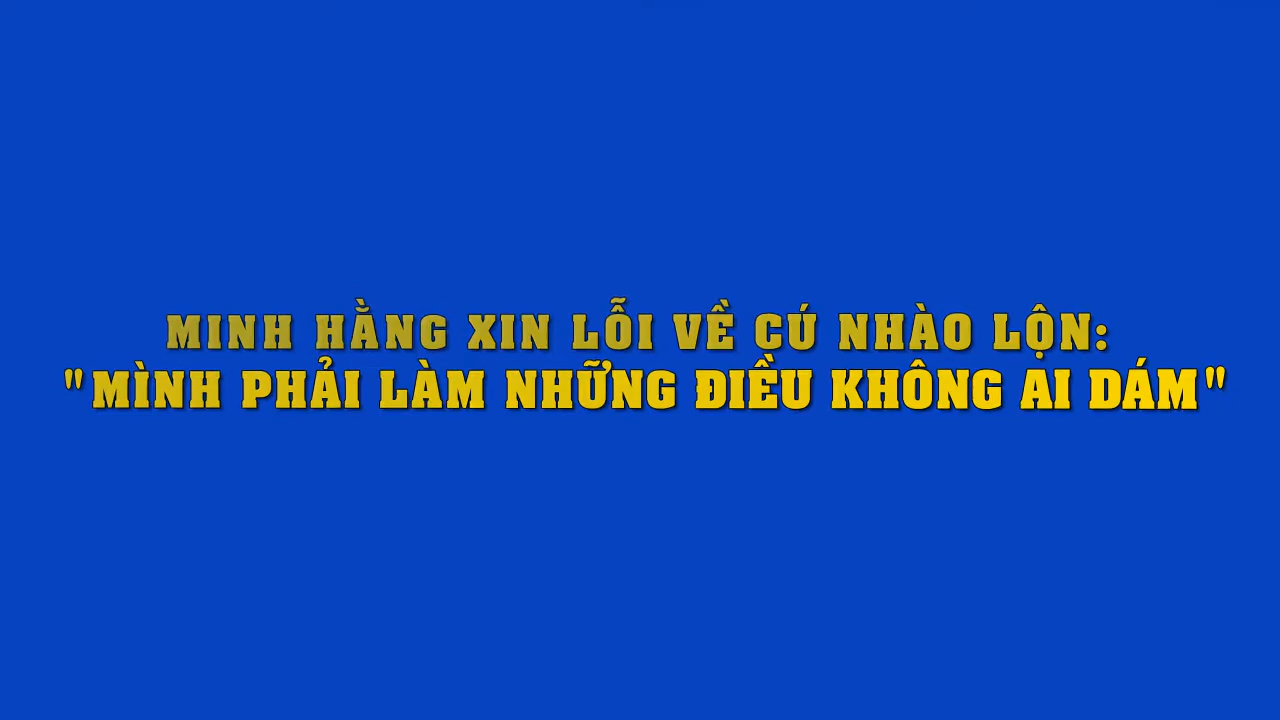 MINH HẰNG XIN LỖI VỀ CÚ NHÀO LỘN:
"MÌNH PHẢI LÀM NHỮNG ĐIỀU KHÔNG AI DÁM"